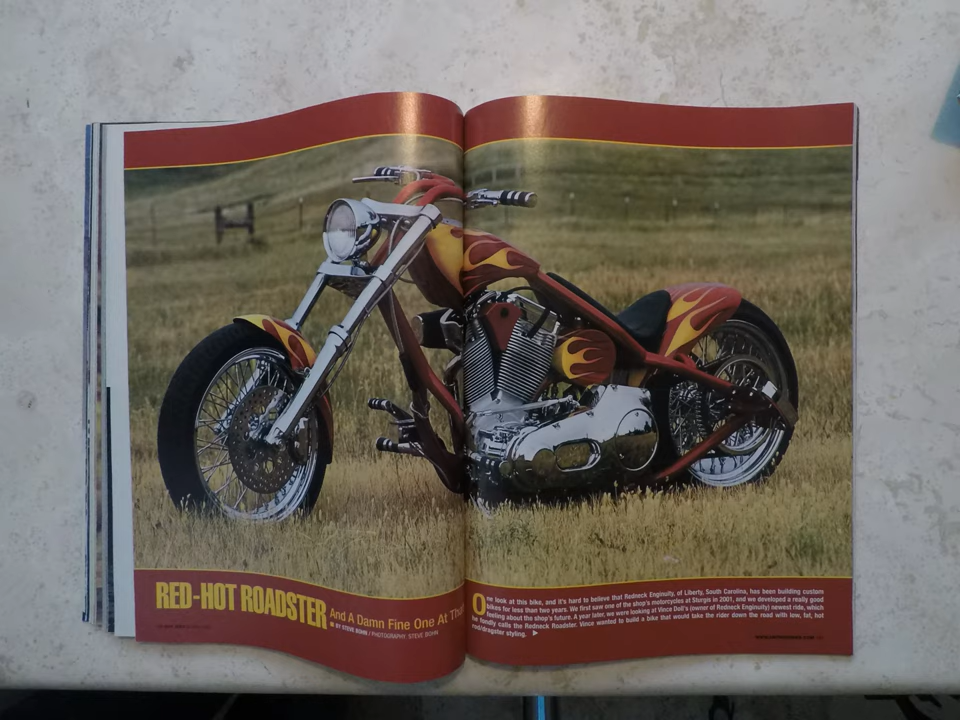 RED-HOT ROADSTER:
And A Damn Fine One At That
BY STEVE BOHN / PHOTOGRAPHY STEVE BOHN
One look at this bike, and it's hard to believe that Redneck Enginuity, of Liberty, South Carolina, has been building custom
bikes for less than two years. We first saw one of the shop's motorcycles at Sturgis in 2001, and we developed a really good
feeling about the shop's future. A year later, we were looking at Vince Doll's (owner of Redneck Enginuity) newest ride, which
he fondly calls the Redneck Roadster. Vince wanted to build a bike that would take the rider down the road with low, fat, hot
rod/dragster styling.